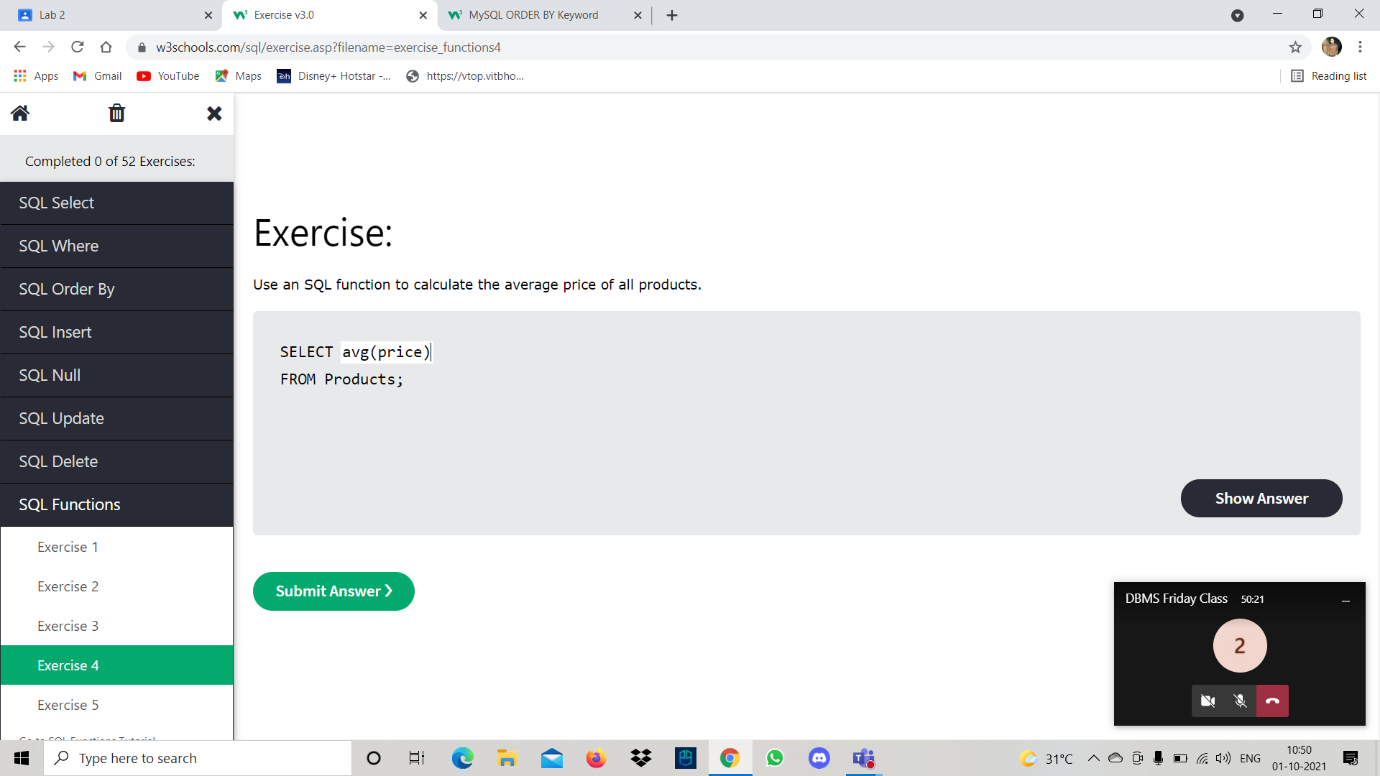 Lab 2
Exercise v3.0
MySQL ORDER BY Keyword
w3schools.com/sql/exercise.asp?filename=exercise_functions4
Apps
Gmail
YouTube
Maps
Disney+ Hotstar -...
https://vtop.vitbho...
Reading list
Completed 0 of 52 Exercises:
SQL Select
SQL Where
SQL Order By
SQL Insert
SQL Null
SQL Update
SQL Delete
SQL Functions
Exercise 1
Exercise 2
Exercise 3
Exercise 4
Exercise 5
Exercise:
Use an SQL function to calculate the average price of all products.
SELECT avg(price)
FROM Products;
Show Answer
Submit Answer ❯
DBMS Friday Class 50:21
2
Type here to search
31°C
ENG
10:50
01-10-2021